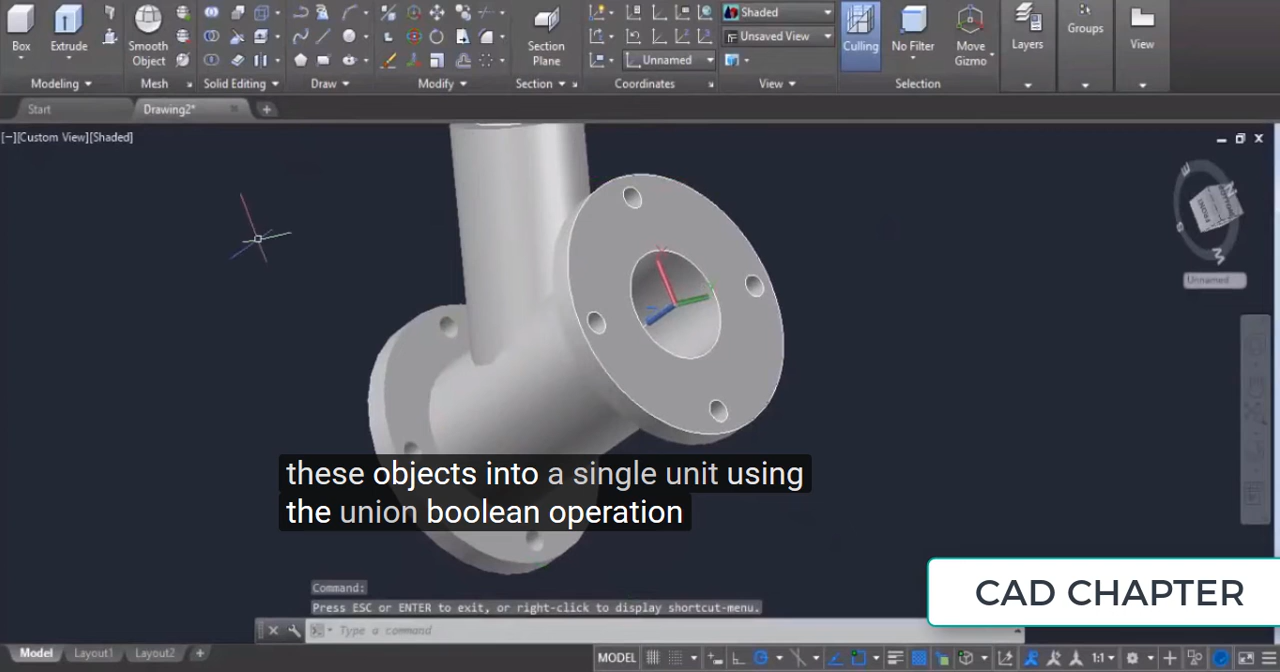 Shaded
Unsaved View
Box
Extrude
Smooth
Object
Section
Plane
Unnamed
Culling
No Filter
Move
Gizmo
Layers
Groups
View
Modeling
Mesh
Solid Editing
Draw
Modify
Section
Coordinates
View
Selection
Start
Drawing2*
[−][Custom View][Shaded]
FRONT
Unnamed
these objects into a single unit using
the union boolean operation
CAD CHAPTER
Command:
Press ESC or ENTER to exit, or right-click to display shortcut-menu.
Type a command
Model
Layout1
Layout2
MODEL
1:1